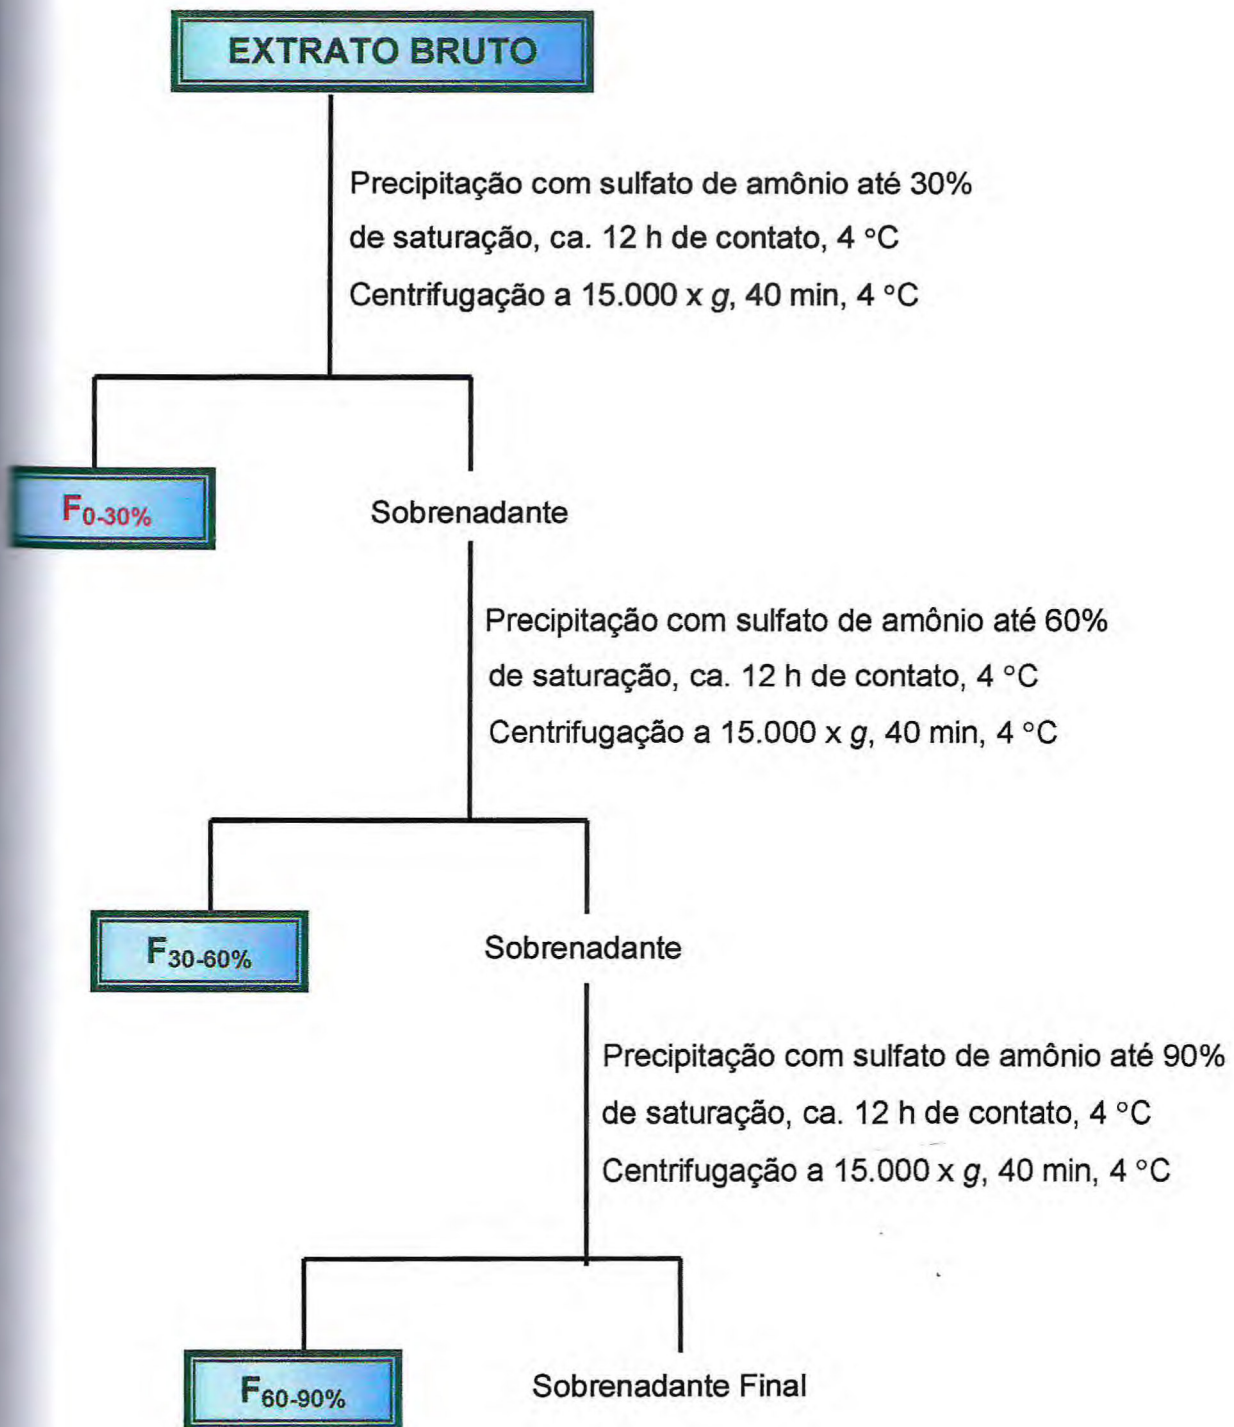 EXTRATO BRUTO
Precipitação com sulfato de amônio até 30%
de saturação, ca. 12 h de contato, 4 °C
Centrifugação a 15.000 x g, 40 min, 4 °C
F0-30%
Sobrenadante
Precipitação com sulfato de amônio até 60%
de saturação, ca. 12 h de contato, 4 °C
Centrifugação a 15.000 x g, 40 min, 4 °C
F30-60%
Sobrenadante
Precipitação com sulfato de amônio até 90%
de saturação, ca. 12 h de contato, 4 °C
Centrifugação a 15.000 x g, 40 min, 4 °C
F60-90%
Sobrenadante Final